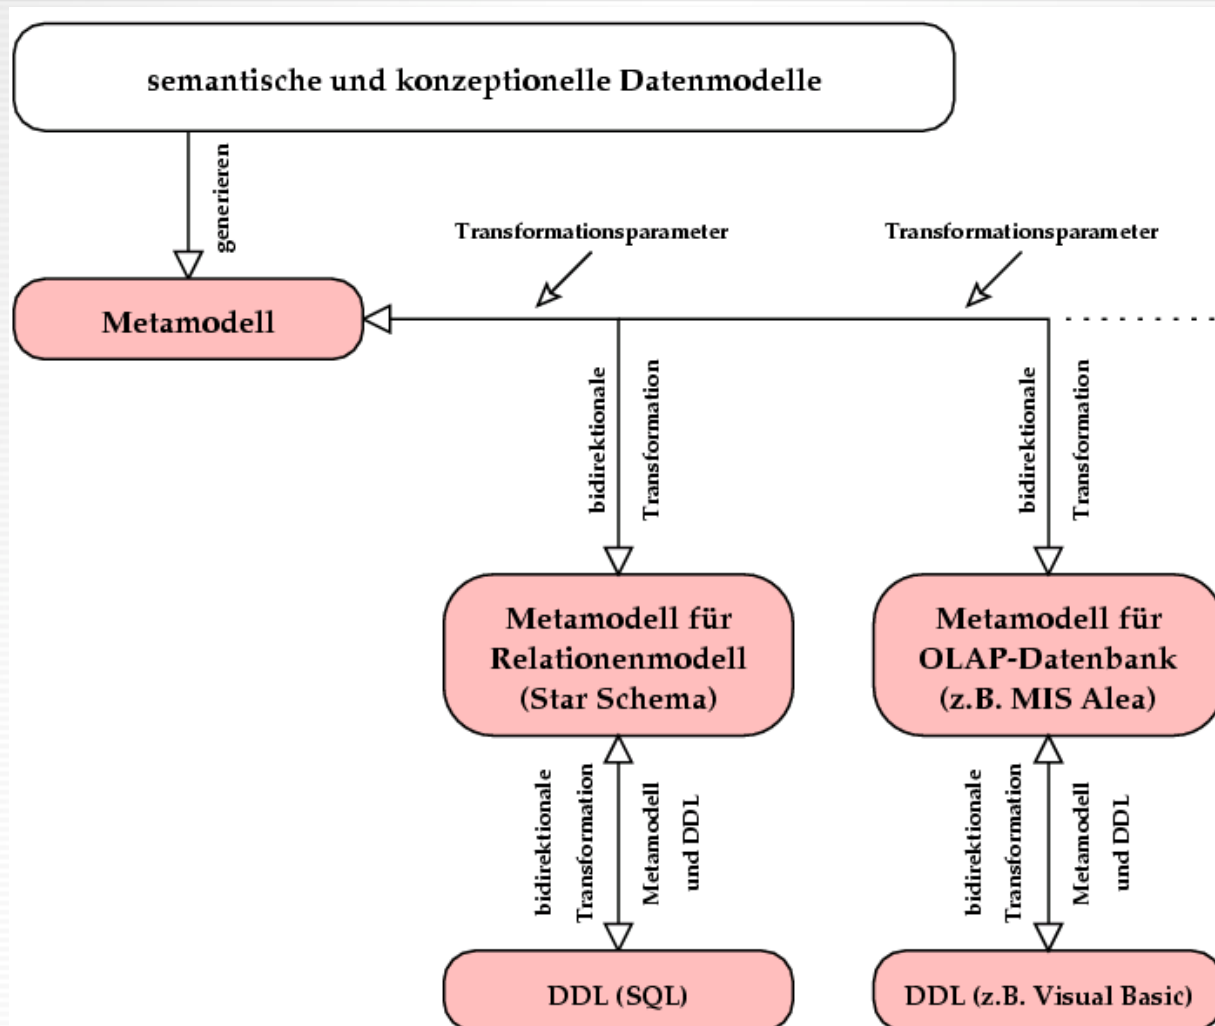 semantische und konzeptionelle Datenmodelle
generieren
Transformationsparameter
Transformationsparameter
Metamodell
bidirektionale
Transformation
bidirektionale
Transformation
Metamodell für
Relationenmodell
(Star Schema)
Metamodell für
OLAP-Datenbank
(z.B. MIS Alea)
bidirektionale
Transformation
Metamodell
und DDL
bidirektionale
Transformation
Metamodell
und DDL
DDL (SQL)
DDL (z.B. Visual Basic)